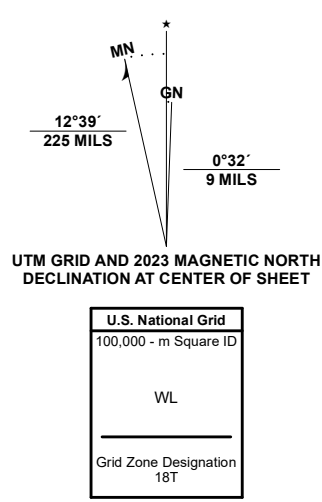 MN
GN
12°39´
225 MILS
0°32´
9 MILS
UTM GRID AND 2023 MAGNETIC NORTH
DECLINATION AT CENTER OF SHEET
U.S. National Grid
100,000 - m Square ID
WL
Grid Zone Designation
18T